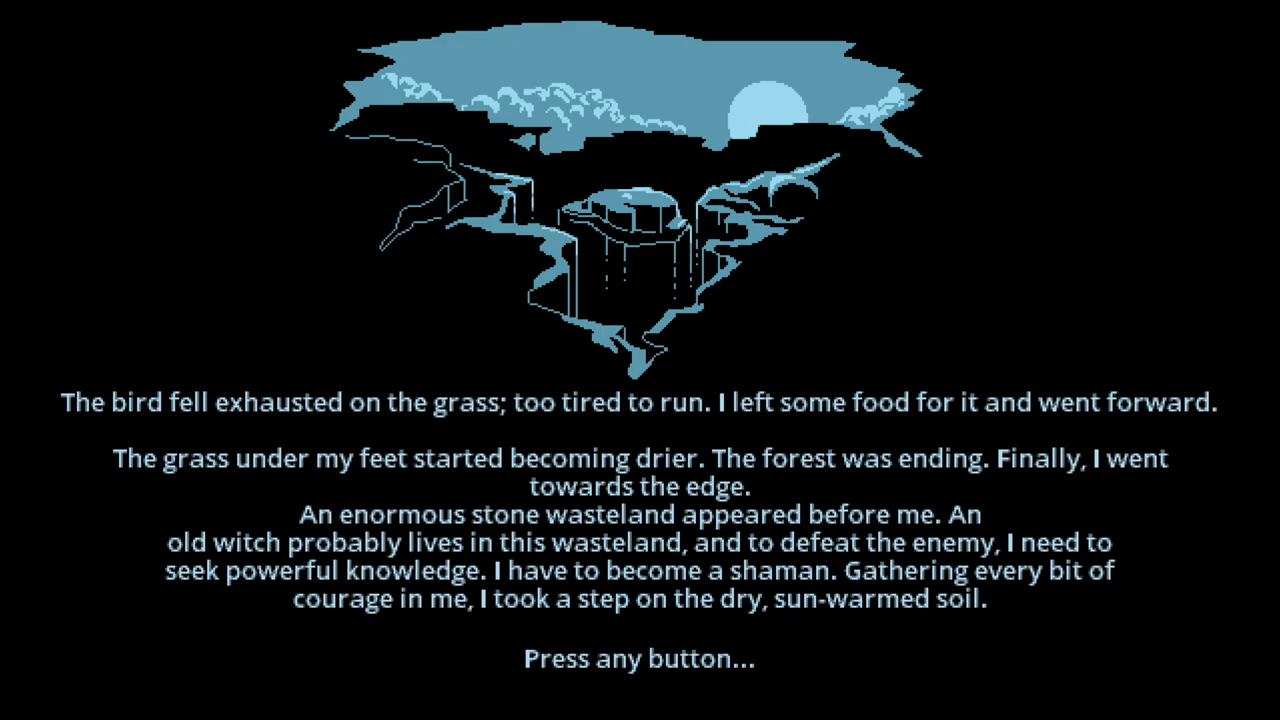 The bird fell exhausted on the grass; too tired to run. I left some food for it and went forward.
The grass under my feet started becoming drier. The forest was ending. Finally, I went
towards the edge.
An enormous stone wasteland appeared before me. An
old witch probably lives in this wasteland, and to defeat the enemy, I need to
seek powerful knowledge. I have to become a shaman. Gathering every bit of
courage in me, I took a step on the dry, sun-warmed soil.
Press any button...